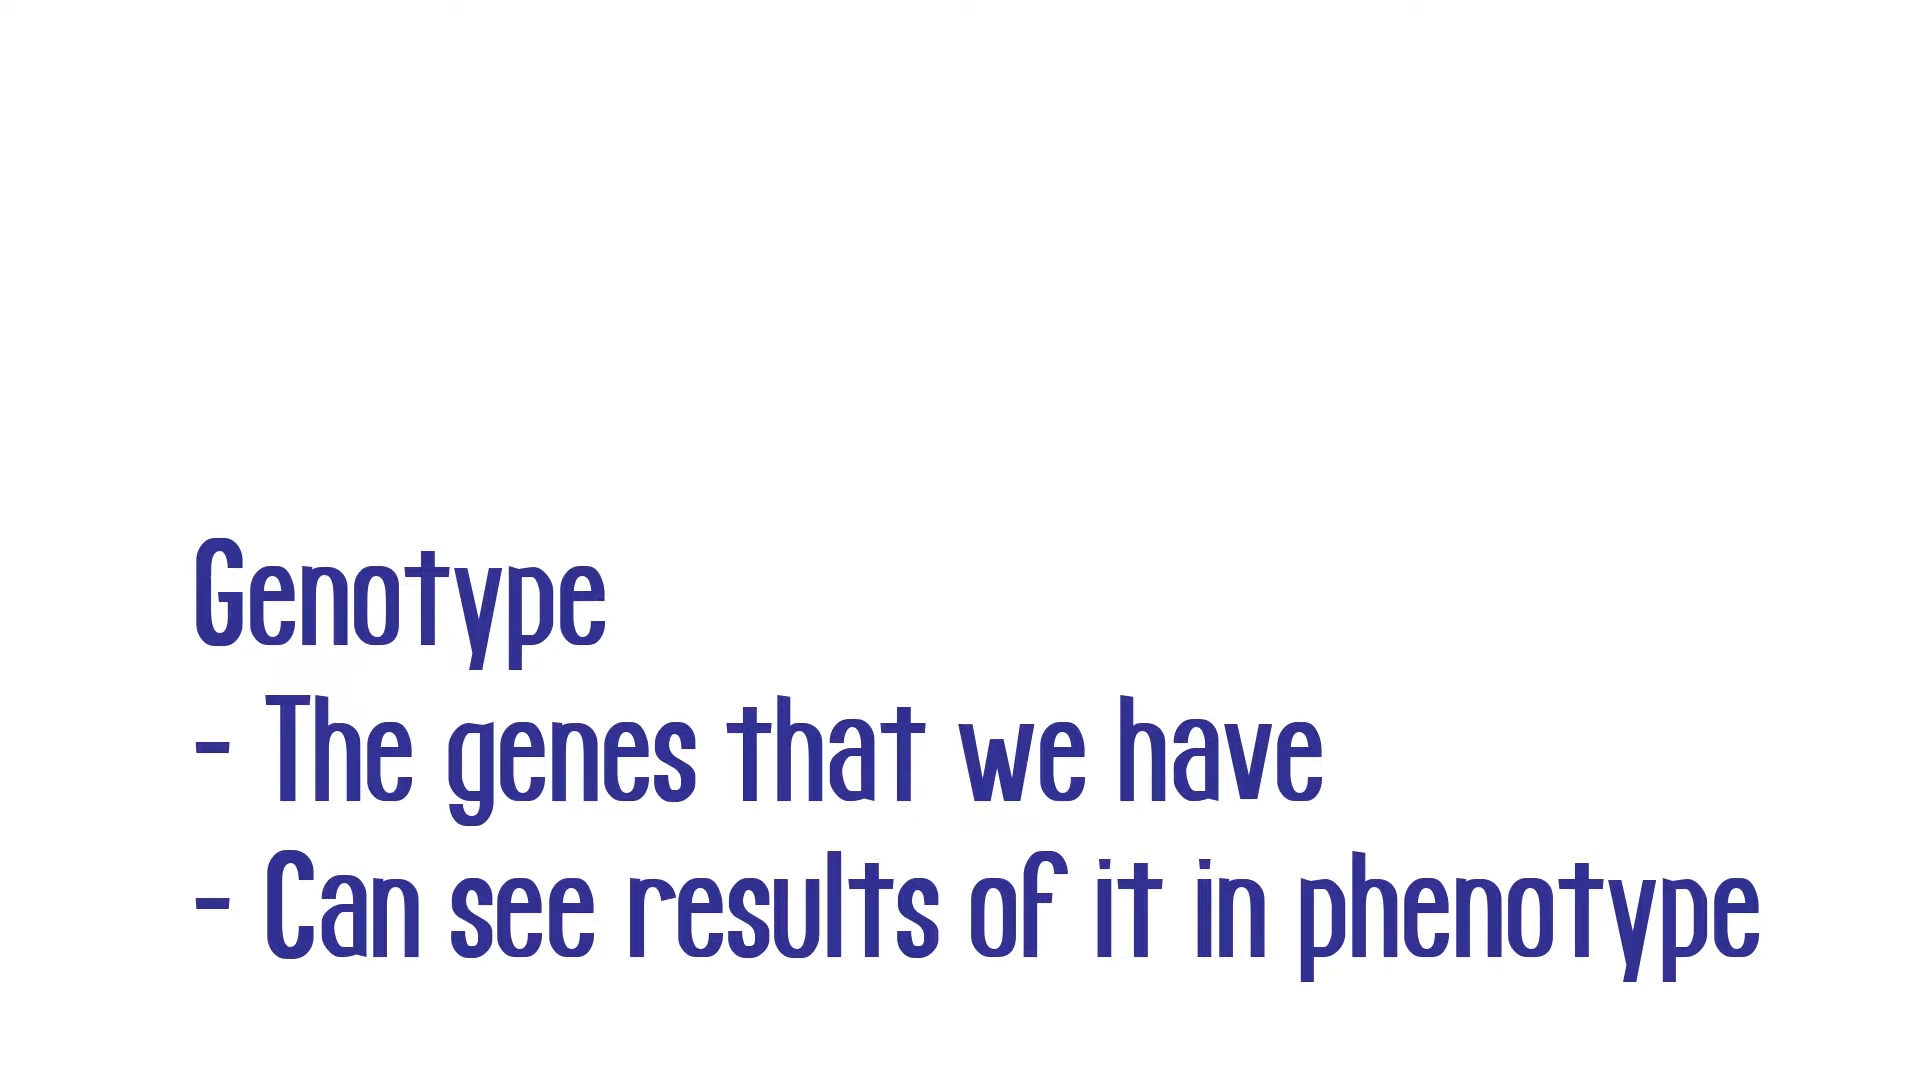 Genotype
- The genes that we have
- Can see results of it in phenotype